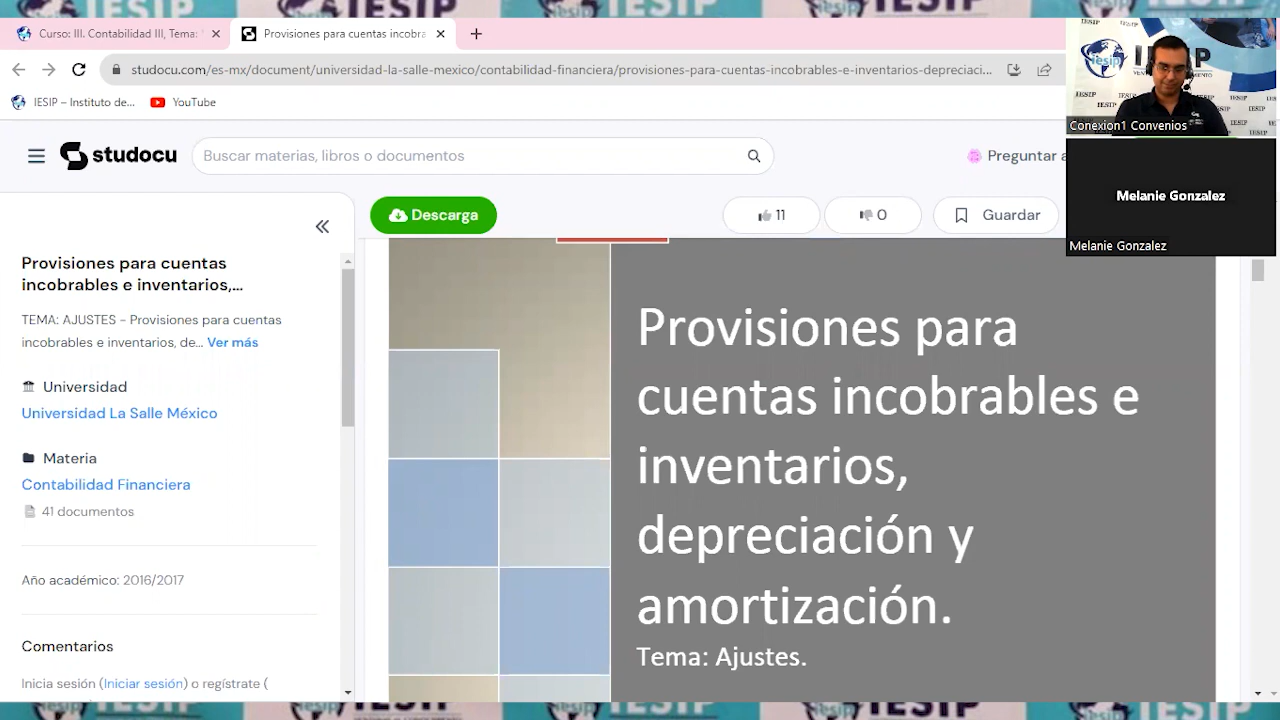 Curso: III. Contabilidad III, Tema:
Provisiones para cuentas incobra
studocu.com/es-mx/document/universidad-la-salle-mexico/contabilidad-financiera/provisiones-para-cuentas-incobrables-e-inventarios-depreciaci...
IESIP – Instituto de...
YouTube
studocu
Buscar materias, libros o documentos
Preguntar a
Descarga
11
0
Guardar
Provisiones para cuentas
incobrables e inventarios,...
TEMA: AJUSTES - Provisiones para cuentas
incobrables e inventarios, de... Ver más
Universidad
Universidad La Salle México
Materia
Contabilidad Financiera
41 documentos
Año académico: 2016/2017
Comentarios
Inicia sesión (Iniciar sesión) o regístrate (
Provisiones para
cuentas incobrables e
inventarios,
depreciación y
amortización.
Tema: Ajustes.
iesip
IESIP
Conexion1 Convenios
Melanie Gonzalez
Melanie Gonzalez